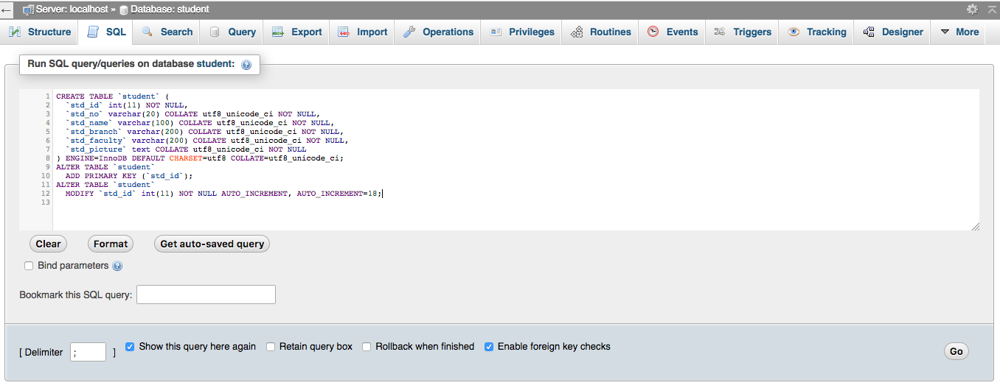 ← Server: localhost » Database: student
Structure SQL Search Query Export Import Operations Privileges Routines Events Triggers Tracking Designer More
Run SQL query/queries on database student:
1 CREATE TABLE `student` (
2 `std_id` int(11) NOT NULL,
3 `std_no` varchar(20) COLLATE utf8_unicode_ci NOT NULL,
4 `std_name` varchar(100) COLLATE utf8_unicode_ci NOT NULL,
5 `std_branch` varchar(200) COLLATE utf8_unicode_ci NOT NULL,
6 `std_faculty` varchar(200) COLLATE utf8_unicode_ci NOT NULL,
7 `std_picture` text COLLATE utf8_unicode_ci NOT NULL
8 ) ENGINE=InnoDB DEFAULT CHARSET=utf8 COLLATE=utf8_unicode_ci;
9 ALTER TABLE `student`
10 ADD PRIMARY KEY (`std_id`);
11 ALTER TABLE `student`
12 MODIFY `std_id` int(11) NOT NULL AUTO_INCREMENT, AUTO_INCREMENT=18;
13
Clear Format Get auto-saved query
Bind parameters
Bookmark this SQL query:
[ Delimiter ; ] Show this query here again Retain query box Rollback when finished Enable foreign key checks Go